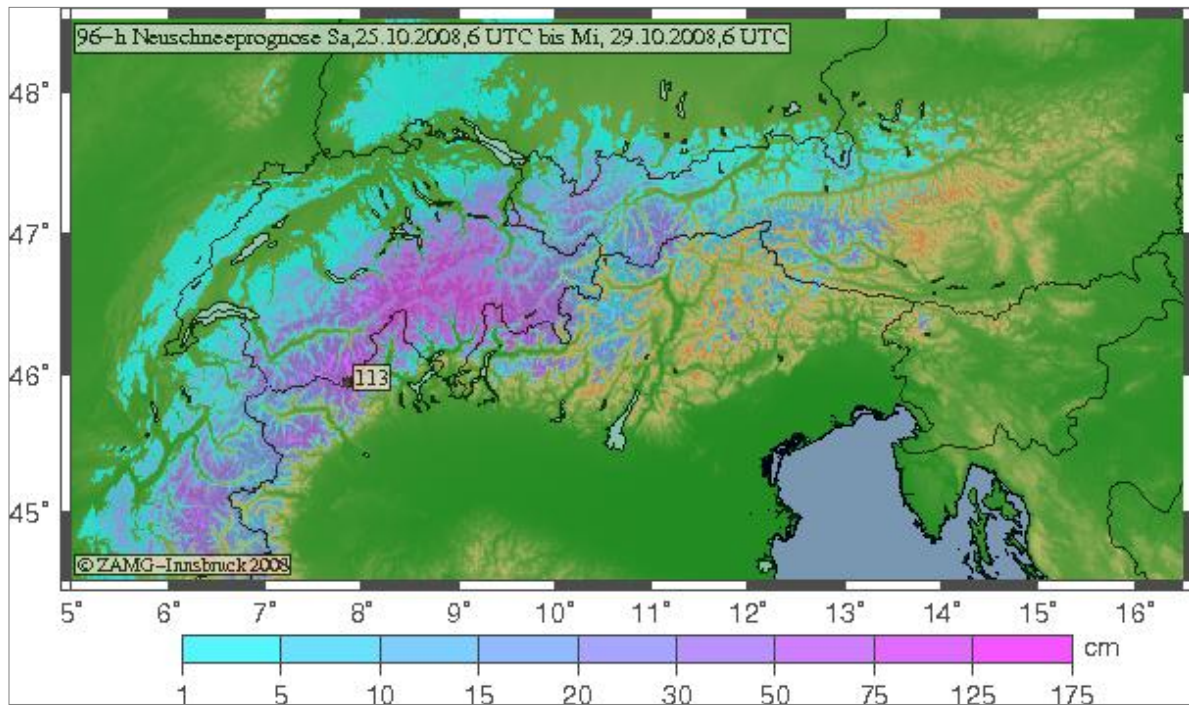 96-h Neuschneeprognose Sa,25.10.2008,6 UTC bis Mi, 29.10.2008,6 UTC
48°
47°
46°
45°
113
© ZAMG-Innsbruck 2008
5° 6° 7° 8° 9° 10° 11° 12° 13° 14° 15° 16°
cm
1 5 10 15 20 30 50 75 125 175